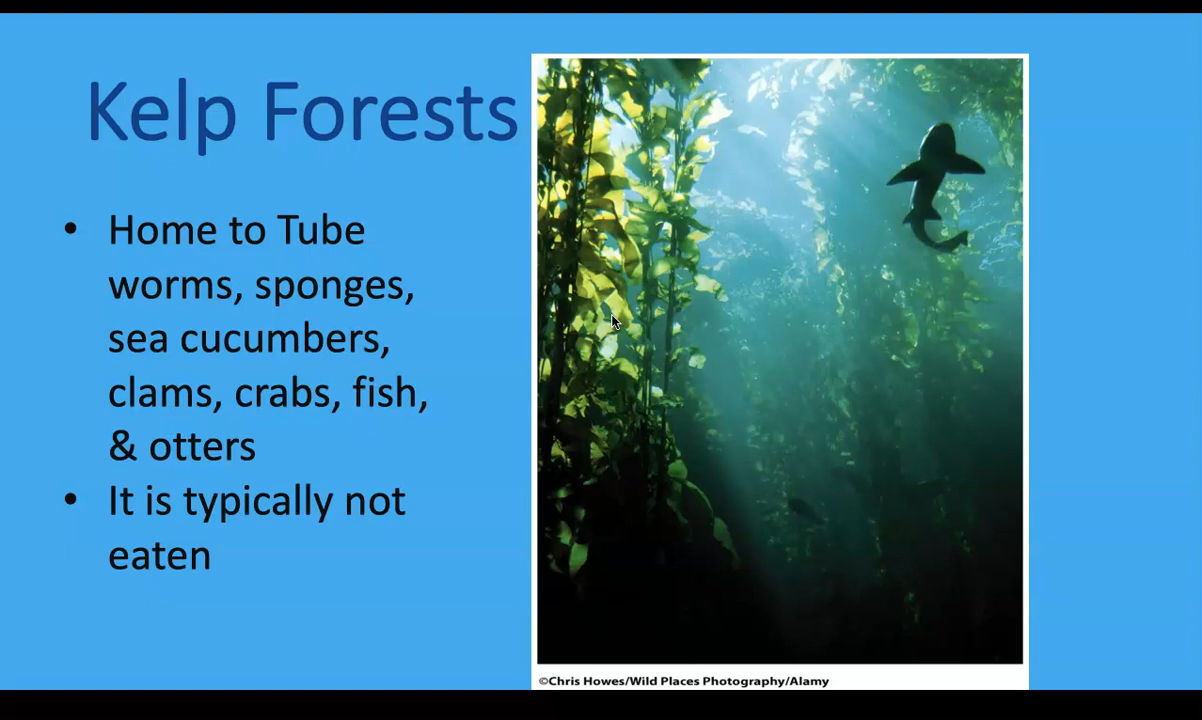 Kelp Forests
• Home to Tube
worms, sponges,
sea cucumbers,
clams, crabs, fish,
& otters
• It is typically not
eaten
©Chris Howes/Wild Places Photography/Alamy